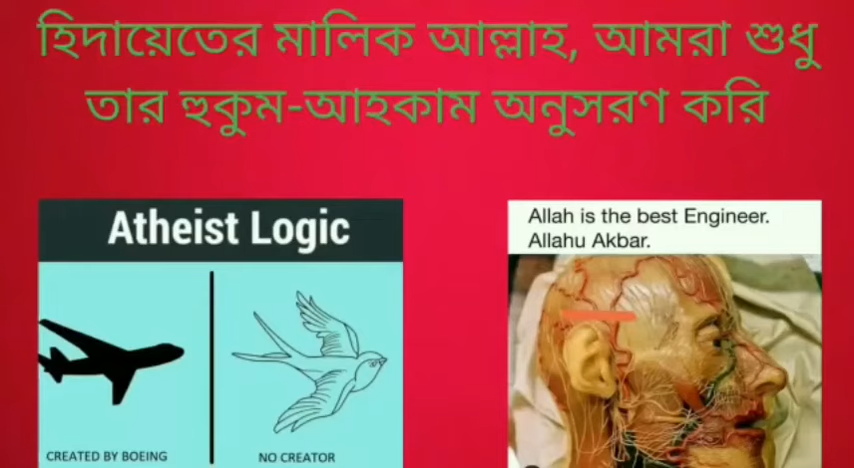 হিদায়েতের মালিক আল্লাহ, আমরা শুধু
তার হুকুম-আহকাম অনুসরণ করি
Atheist Logic
CREATED BY BOEING
NO CREATOR
Allah is the best Engineer.
Allahu Akbar.